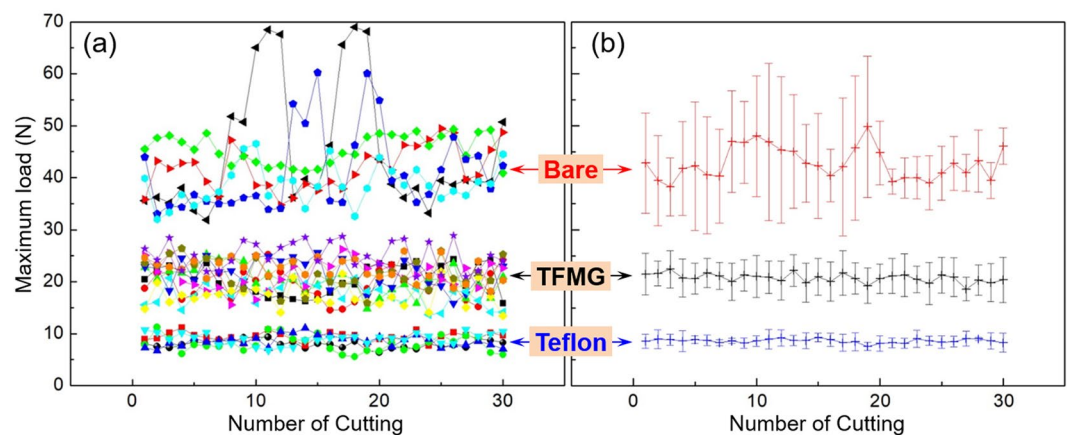 (a)
(b)
Maximum load (N)
70
60
50
40
30
20
10
0
Bare
TFMG
Teflon
0 10 20 30
0 10 20 30
Number of Cutting
Number of Cutting